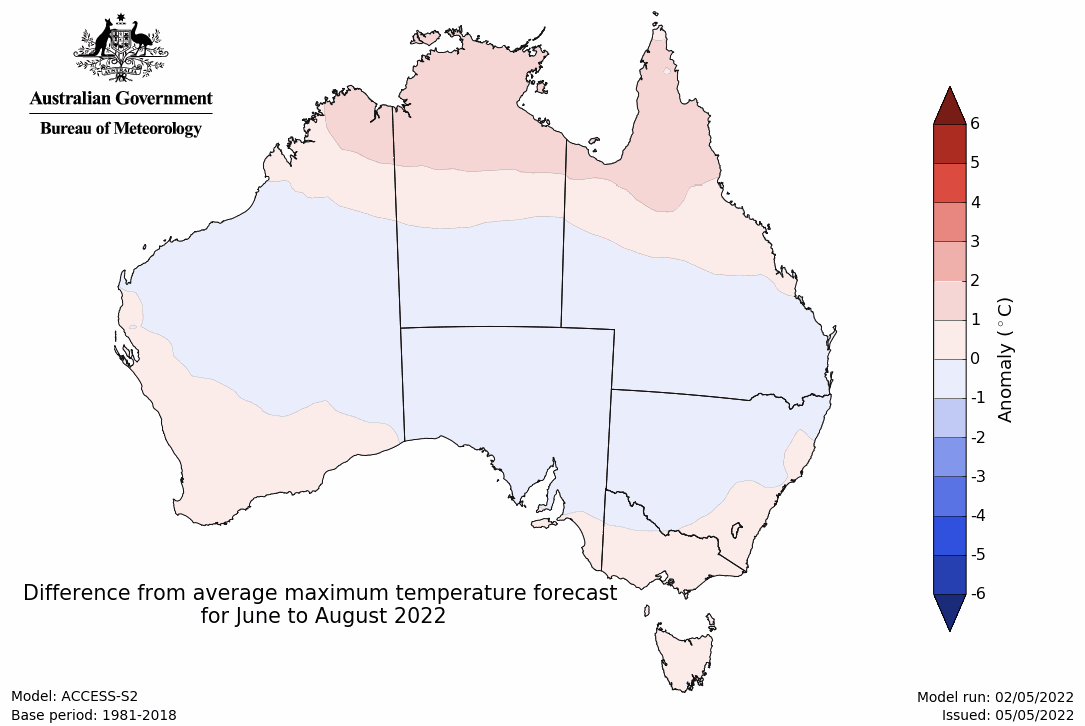 Australian Government
Bureau of Meteorology
6
5
4
3
2
1
0
-1
-2
-3
-4
-5
-6
Anomaly (°C)
Difference from average maximum temperature forecast
for June to August 2022
Model: ACCESS-S2
Base period: 1981-2018
Model run: 02/05/2022
Issued: 05/05/2022